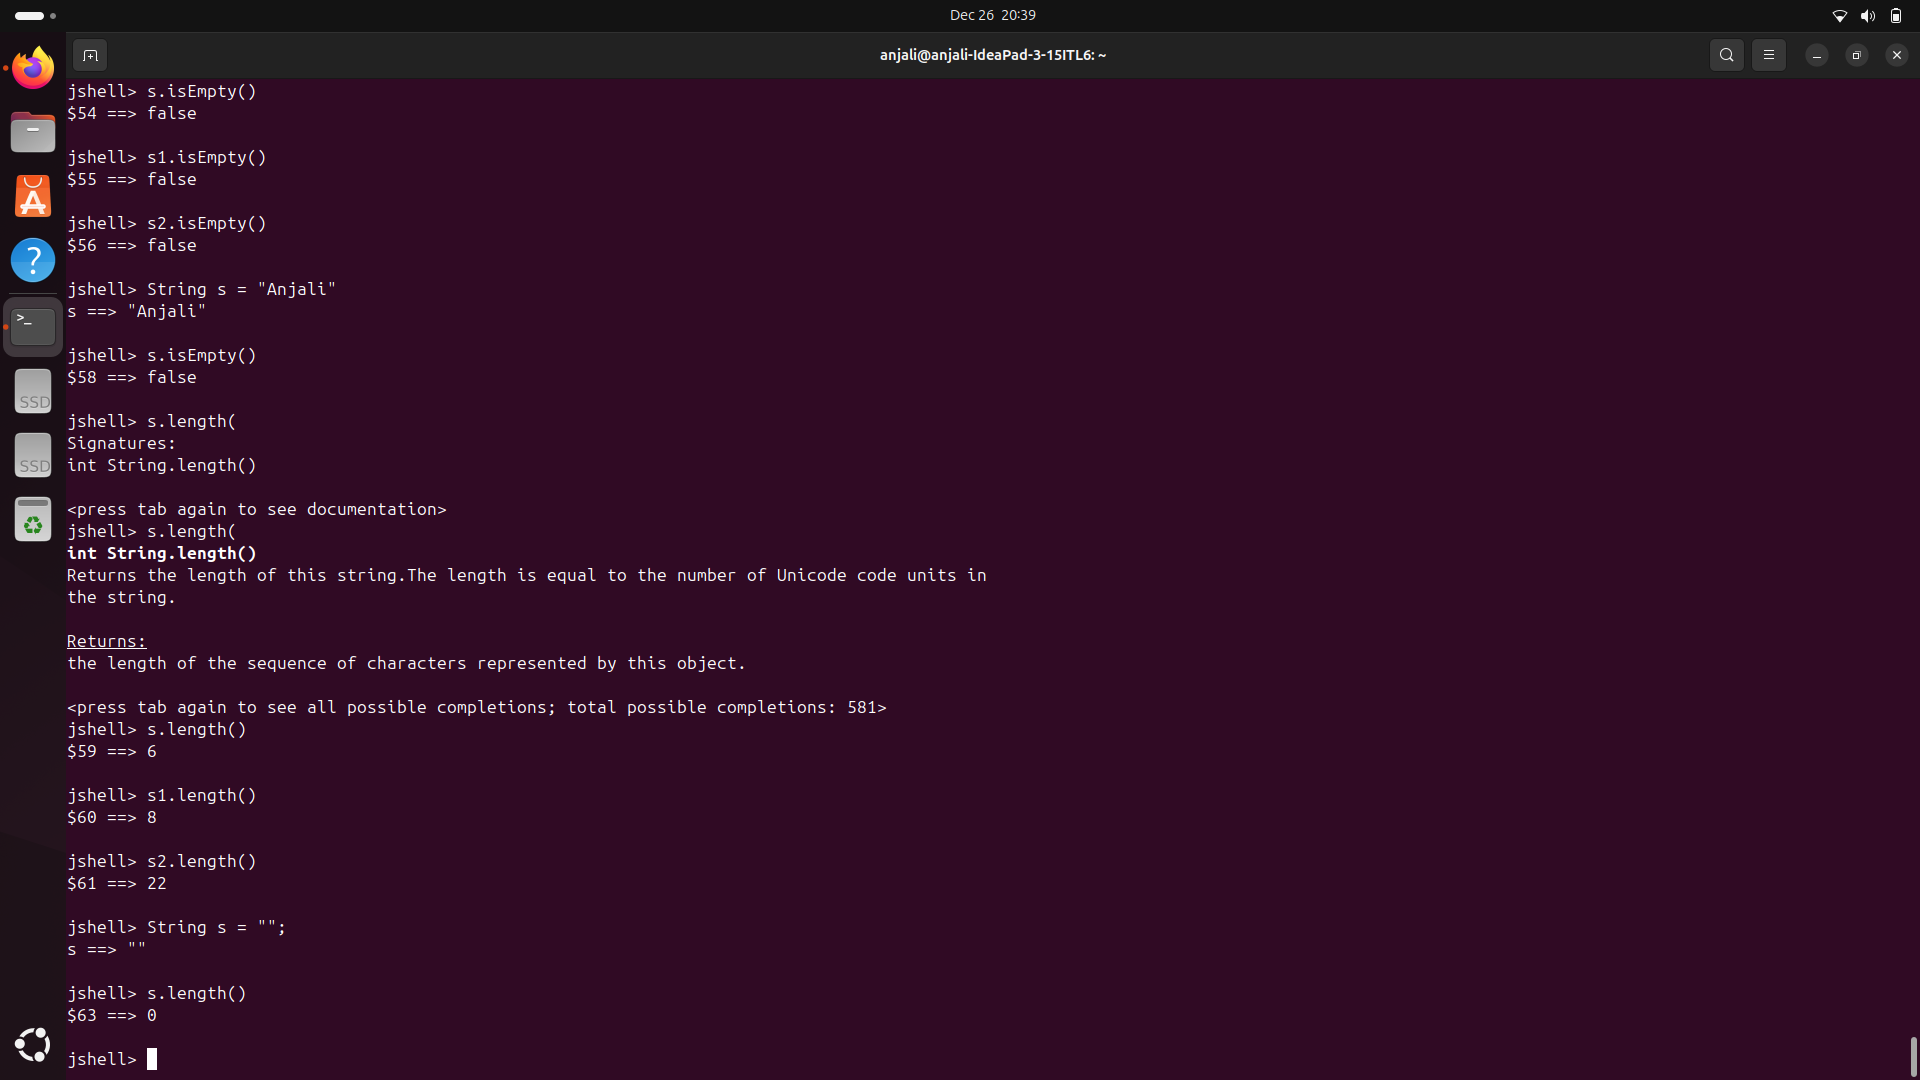 Dec 26  20:39
anjali@anjali-IdeaPad-3-15ITL6: ~
jshell> s.isEmpty()
$54 ==> false
jshell> s1.isEmpty()
$55 ==> false
jshell> s2.isEmpty()
$56 ==> false
jshell> String s = "Anjali"
s ==> "Anjali"
jshell> s.isEmpty()
$58 ==> false
jshell> s.length(
Signatures:
int String.length()
<press tab again to see documentation>
jshell> s.length(
int String.length()
Returns the length of this string.The length is equal to the number of Unicode code units in
the string.
Returns:
the length of the sequence of characters represented by this object.
<press tab again to see all possible completions; total possible completions: 581>
jshell> s.length()
$59 ==> 6
jshell> s1.length()
$60 ==> 8
jshell> s2.length()
$61 ==> 22
jshell> String s = "";
s ==> ""
jshell> s.length()
$63 ==> 0
jshell>
A
?
>_
SSD
SSD